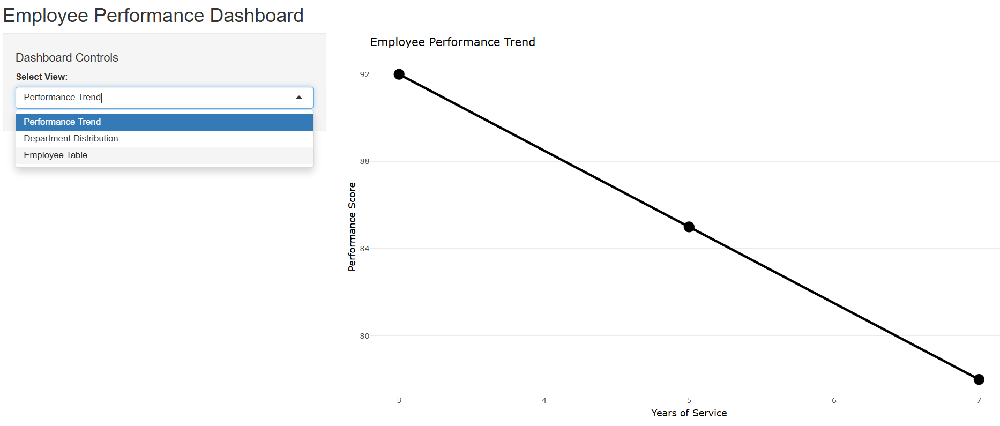 Employee Performance Dashboard
Dashboard Controls
Select View:
Performance Trend
Performance Trend
Department Distribution
Employee Table
Employee Performance Trend
92
88
84
80
Performance Score
3 4 5 6 7
Years of Service